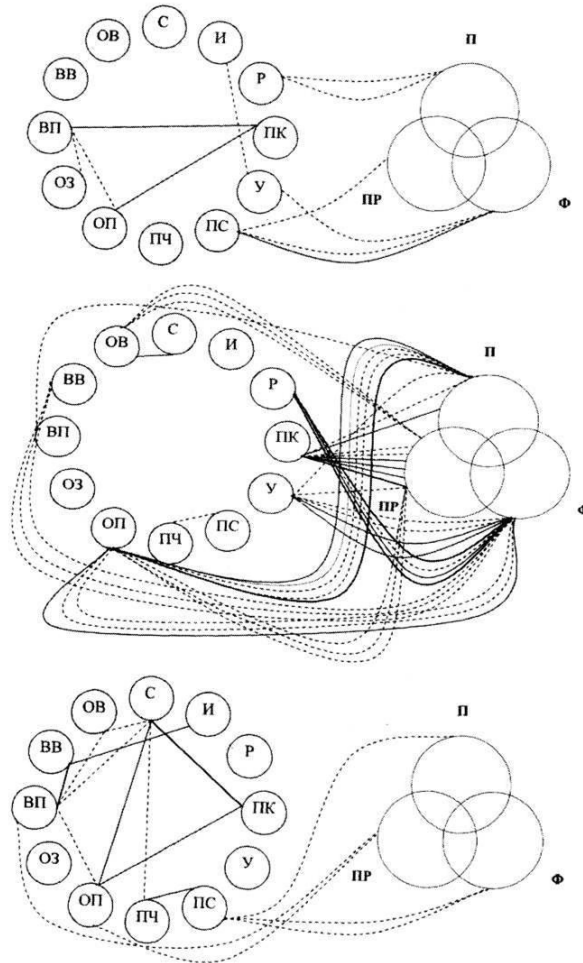 С
ОВ И
П
ВВ Р
ВП ПК
ОЗ У
ПР
ОП ПС
ПЧ
Ф
С
ОВ И
П
ВВ Р
ВП ПК
ОЗ У
ПР Ф
ОП ПС
ПЧ
С
ОВ И
П
ВВ Р
ВП ПК
ОЗ У
ПР Ф
ОП ПС
ПЧ